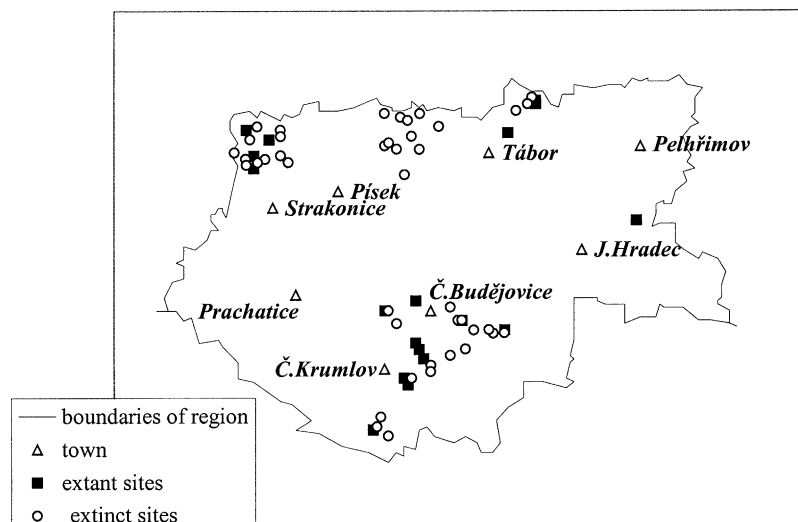 Tábor
Pelhřimov
Písek
Strakonice
J.Hradec
Č.Budějovice
Prachatice
Č.Krumlov
boundaries of region
town
extant sites
extinct sites